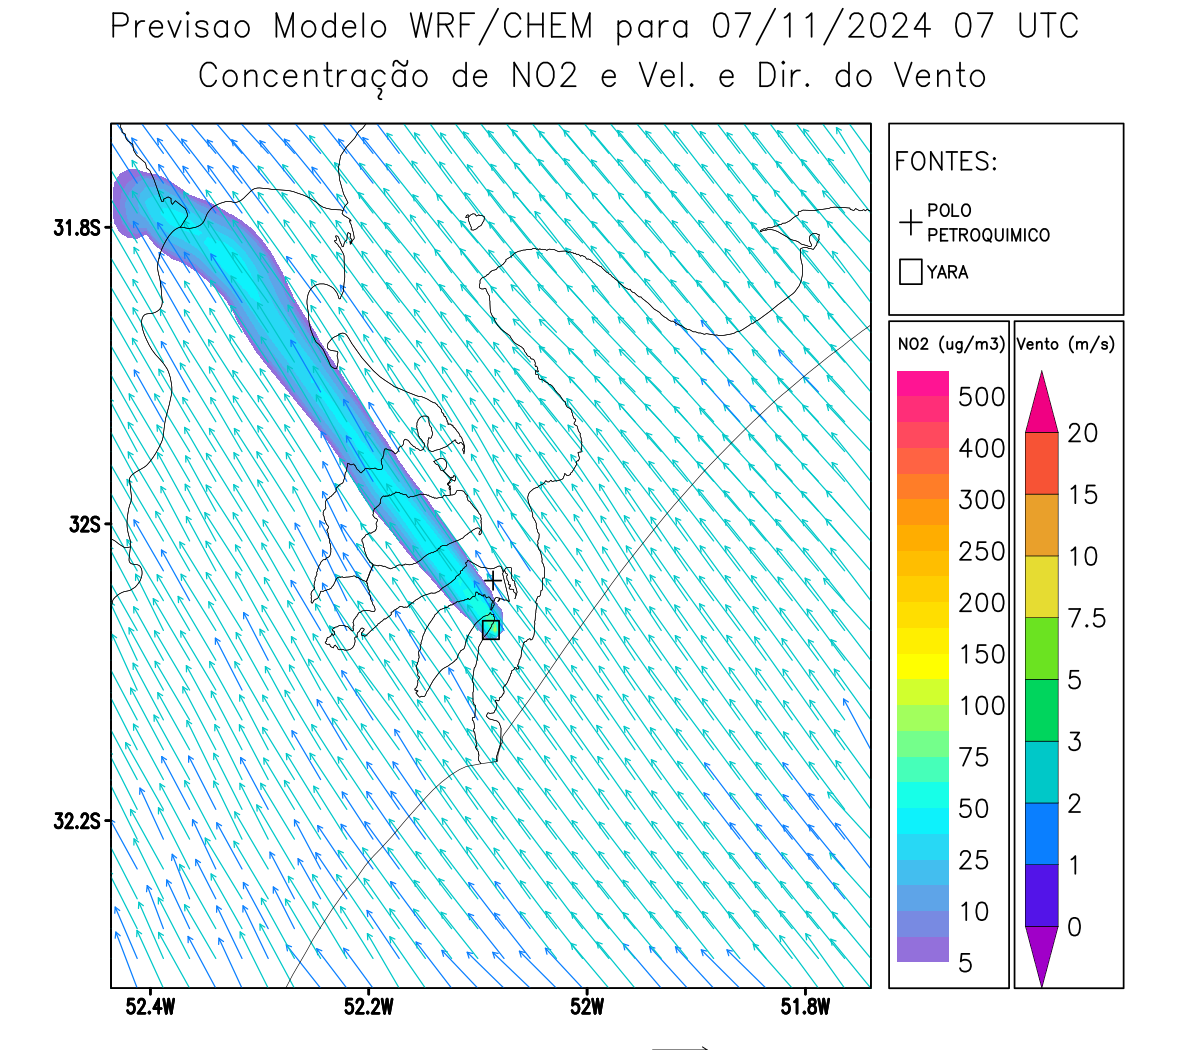 Previsao Modelo WRF/CHEM para 07/11/2024 07 UTC
Concentração de NO2 e Vel. e Dir. do Vento
FONTES:
POLO
PETROQUIMICO
YARA
NO2 (ug/m3)
500
400
300
250
200
150
100
75
50
25
10
5
Vento (m/s)
20
15
10
7.5
5
3
2
1
0
31.8S
32S
32.2S
52.4W
52.2W
52W
51.8W